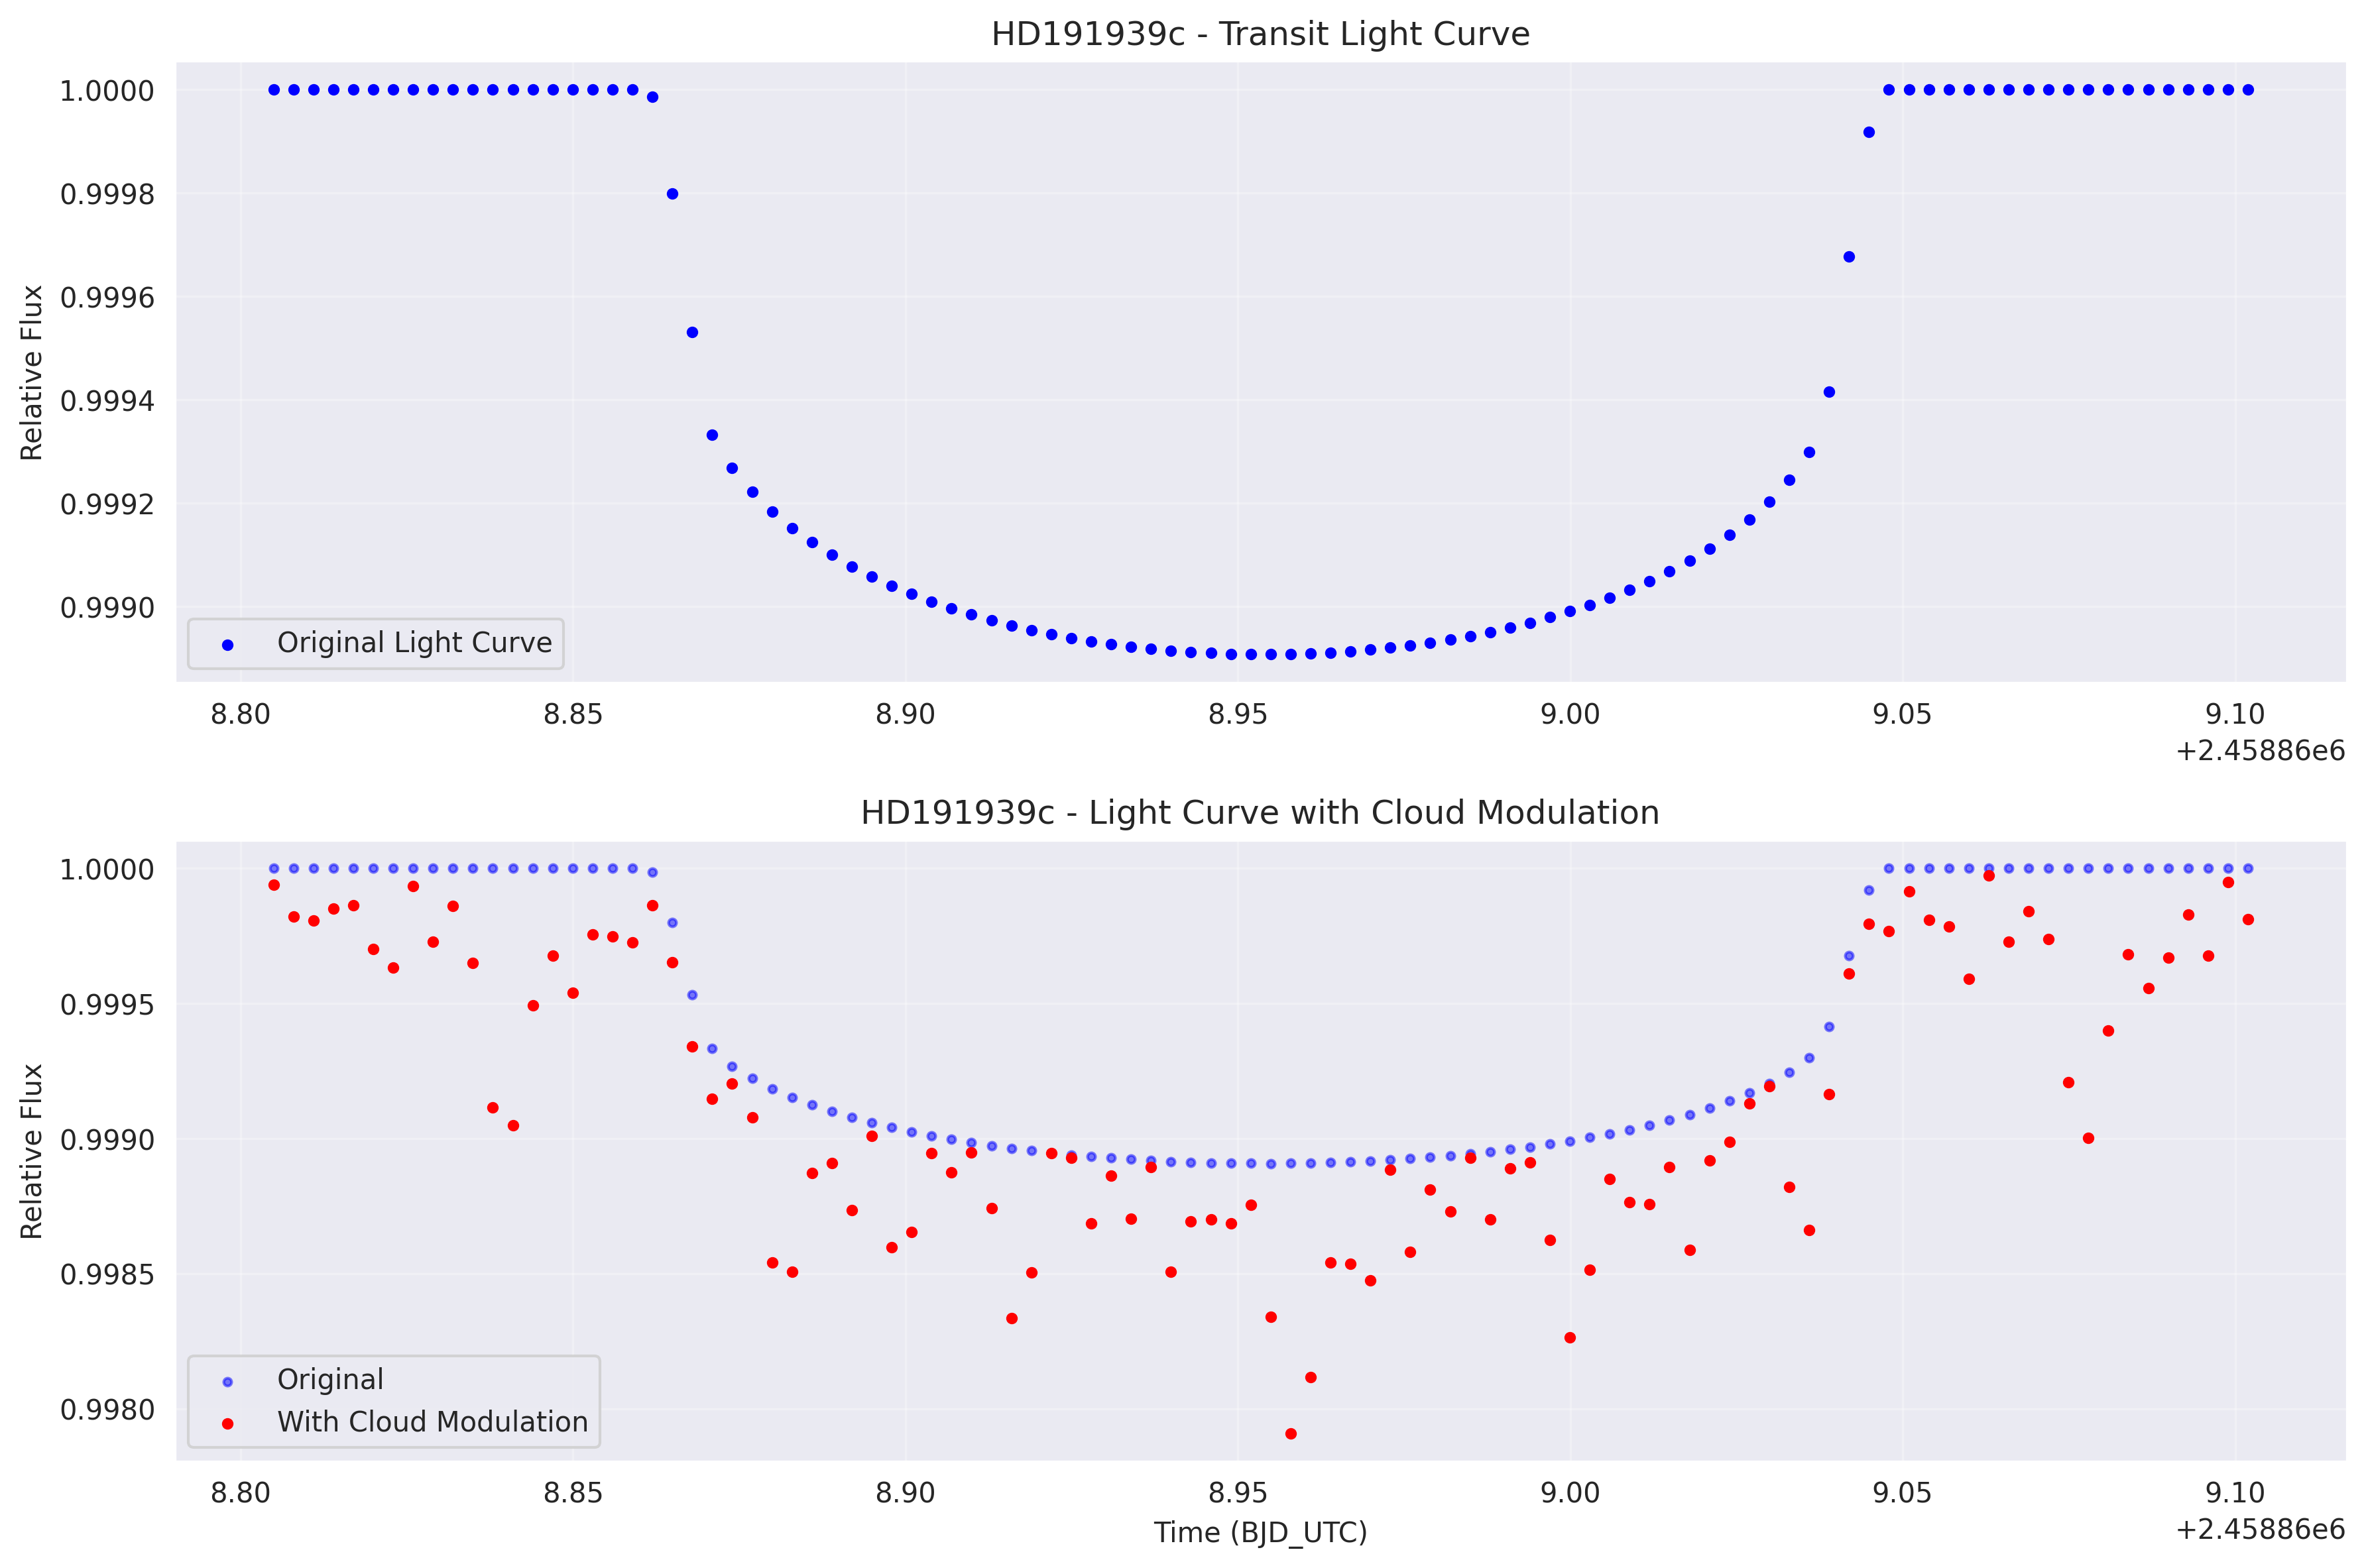 HD191939c - Transit Light Curve
1.0000
0.9998
0.9996
0.9994
0.9992
0.9990
Relative Flux
Original Light Curve
8.80 8.85 8.90 8.95 9.00 9.05 9.10
+2.45886e6
HD191939c - Light Curve with Cloud Modulation
1.0000
0.9995
0.9990
0.9985
0.9980
Relative Flux
Original
With Cloud Modulation
8.80 8.85 8.90 8.95 9.00 9.05 9.10
Time (BJD_UTC)
+2.45886e6